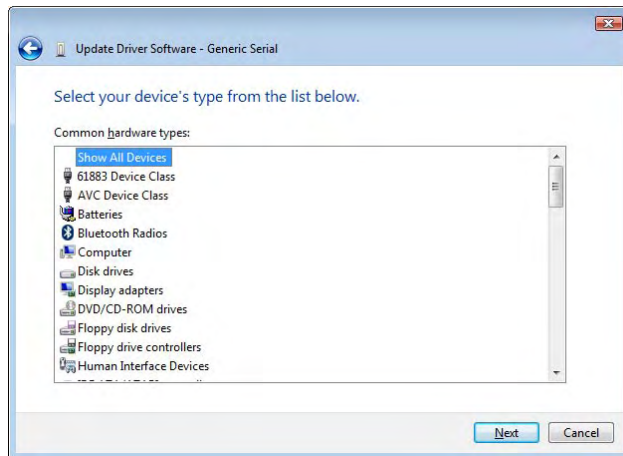 Update Driver Software - Generic Serial
Select your device's type from the list below.
Common hardware types:
Show All Devices
61883 Device Class
AVC Device Class
Batteries
Bluetooth Radios
Computer
Disk drives
Display adapters
DVD/CD-ROM drives
Floppy disk drives
Floppy drive controllers
Human Interface Devices
Next
Cancel